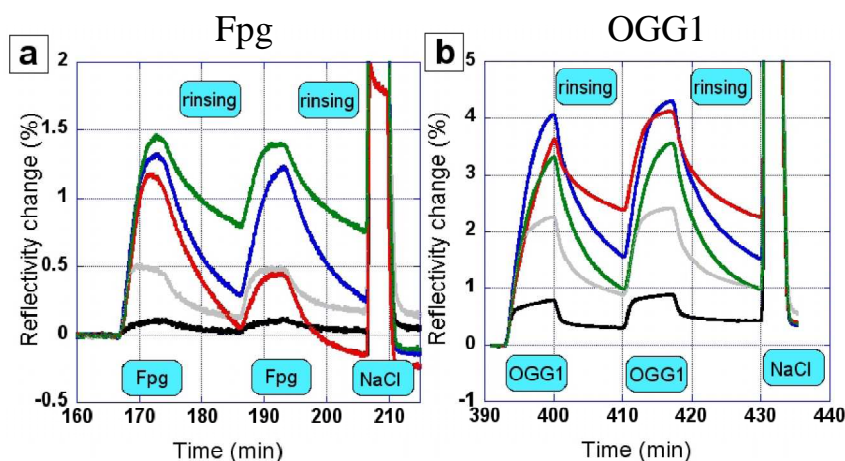 Fpg
OGG1
a
2
1.5
1
0.5
0
-0.5
Reflectivity change (%)
rinsing
rinsing
Fpg
Fpg
NaCl
160 170 180 190 200 210
Time (min)
b
5
4
3
2
1
0
-1
Reflectivity change (%)
rinsing
rinsing
OGG1
OGG1
NaCl
390 400 410 420 430 440
Time (min)